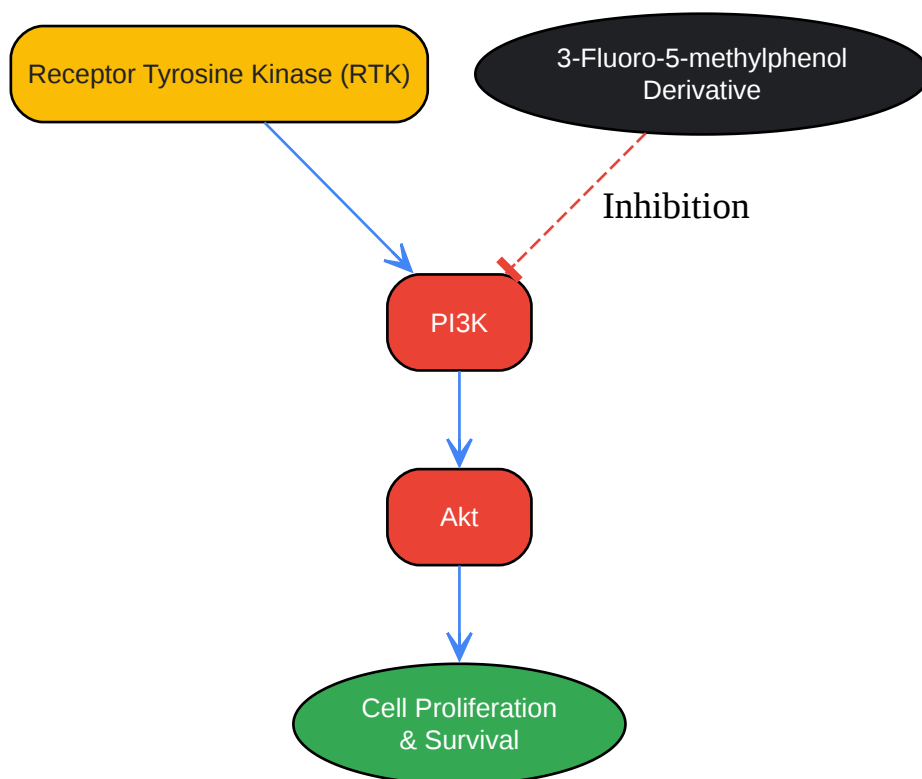 Receptor Tyrosine Kinase (RTK)
3-Fluoro-5-methylphenol
Derivative
Inhibition
PI3K
Akt
Cell Proliferation
& Survival